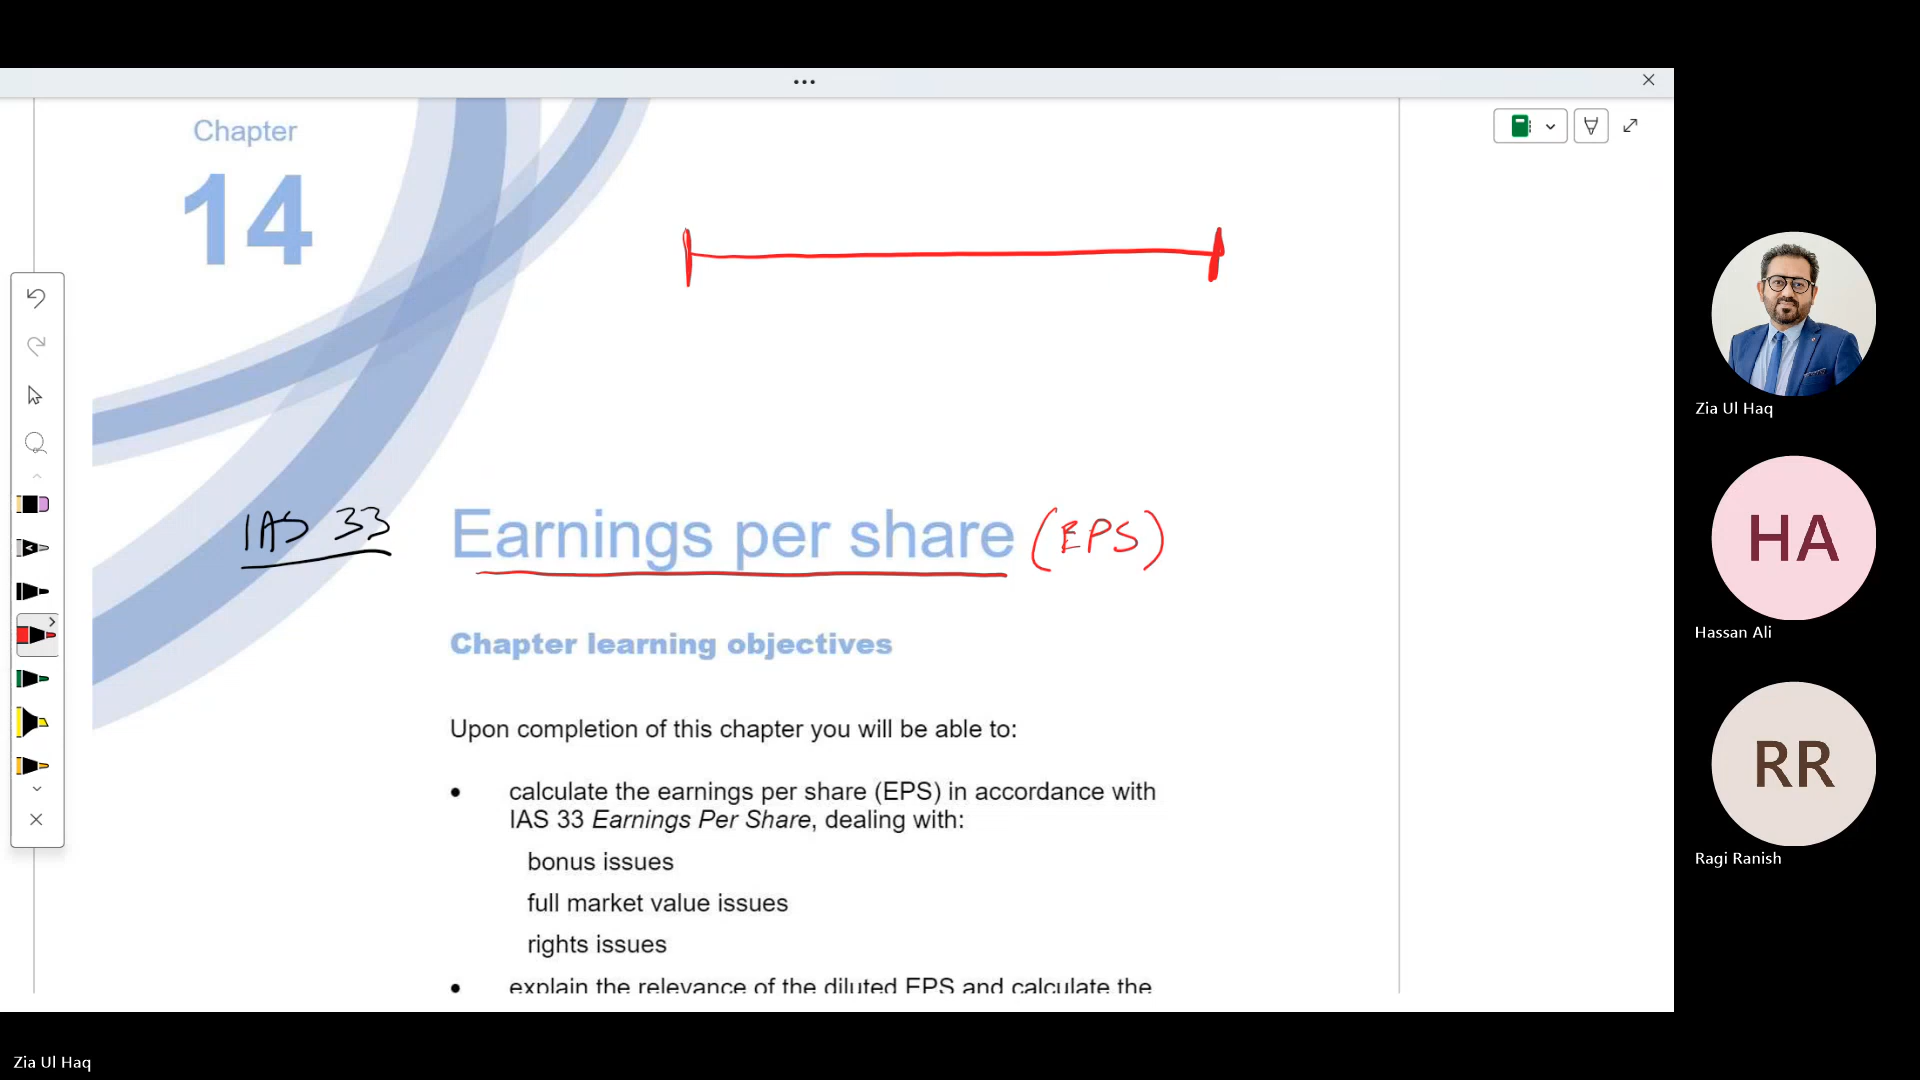 Chapter
14
IAS 33
Earnings per share (EPS)
Chapter learning objectives
Upon completion of this chapter you will be able to:
• calculate the earnings per share (EPS) in accordance with
IAS 33 Earnings Per Share, dealing with:
bonus issues
full market value issues
rights issues
• explain the relevance of the diluted EPS and calculate the
Zia Ul Haq
HA
Hassan Ali
RR
Ragi Ranish
Zia Ul Haq